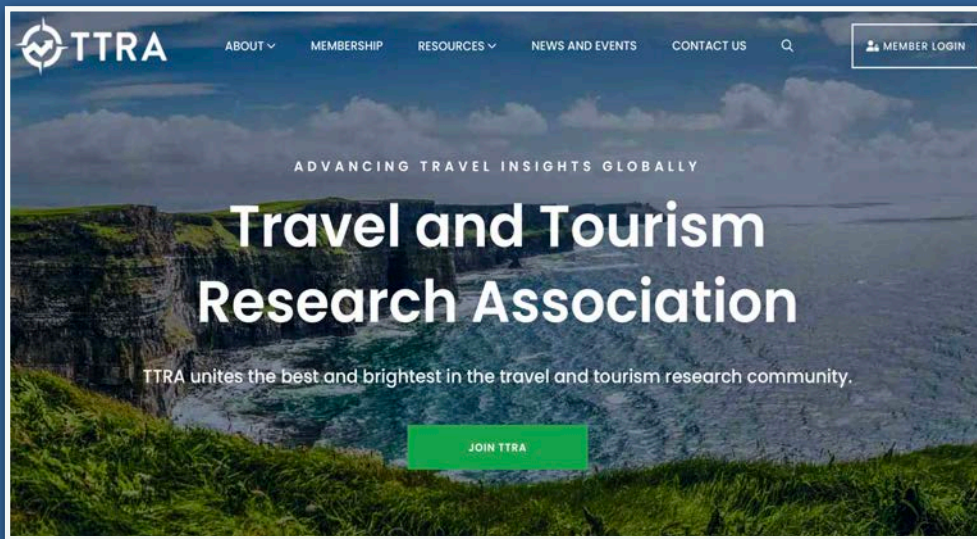 TTRA
ABOUT
MEMBERSHIP
RESOURCES
NEWS AND EVENTS
CONTACT US
MEMBER LOGIN
ADVANCING TRAVEL INSIGHTS GLOBALLY
Travel and Tourism
Research Association
TTRA unites the best and brightest in the travel and tourism research community.
JOIN TTRA